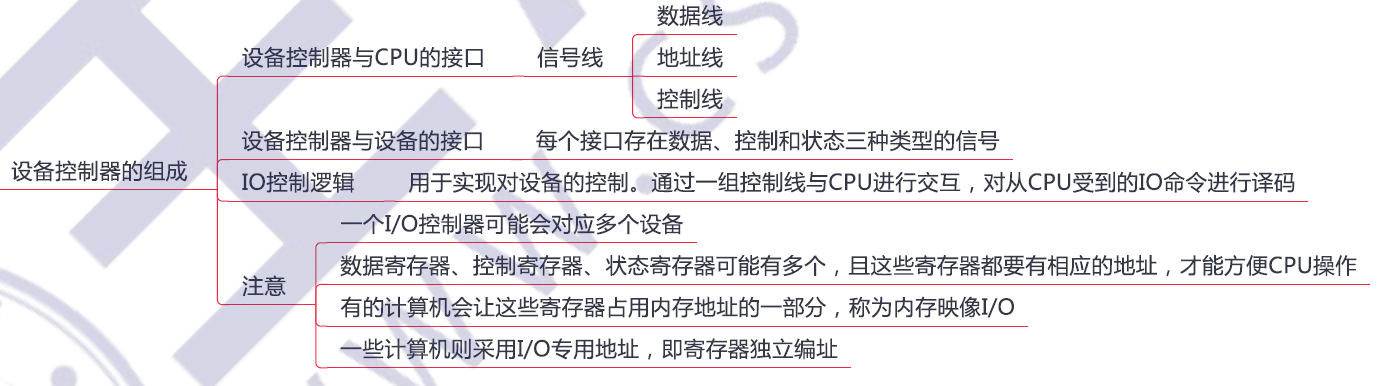 数据线
设备控制器与CPU的接口 信号线 地址线
控制线
设备控制器与设备的接口 每个接口存在数据、控制和状态三种类型的信号
设备控制器的组成
IO控制逻辑 用于实现对设备的控制。通过一组控制线与CPU进行交互，对从CPU受到的IO命令进行译码
一个I/O控制器可能会对应多个设备
数据寄存器、控制寄存器、状态寄存器可能有多个，且这些寄存器都要有相应的地址，才能方便CPU操作
注意
有的计算机会让这些寄存器占用内存地址的一部分，称为内存映像I/O
一些计算机则采用I/O专用地址，即寄存器独立编址